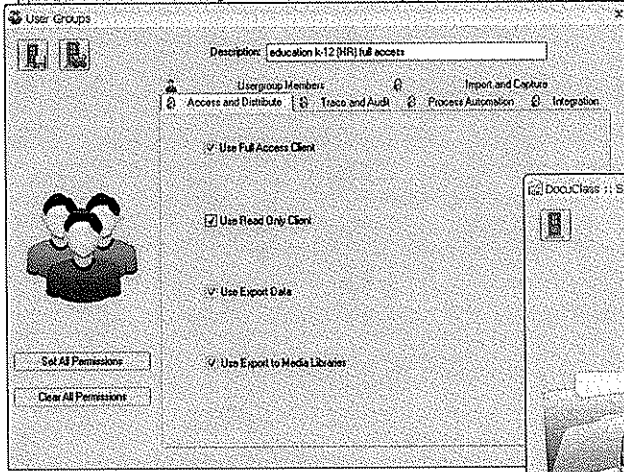 User Groups
Description: education k-12 [HR] full access
Usergroup Members Import and Capture
Access and Distribute Trace and Audit Process Automation Integration
Use Full Access Client
DocuClass :: S
Use Read Only Client
Use Export Data
Set All Permissions
Use Export to Media Libraries
Clear All Permissions